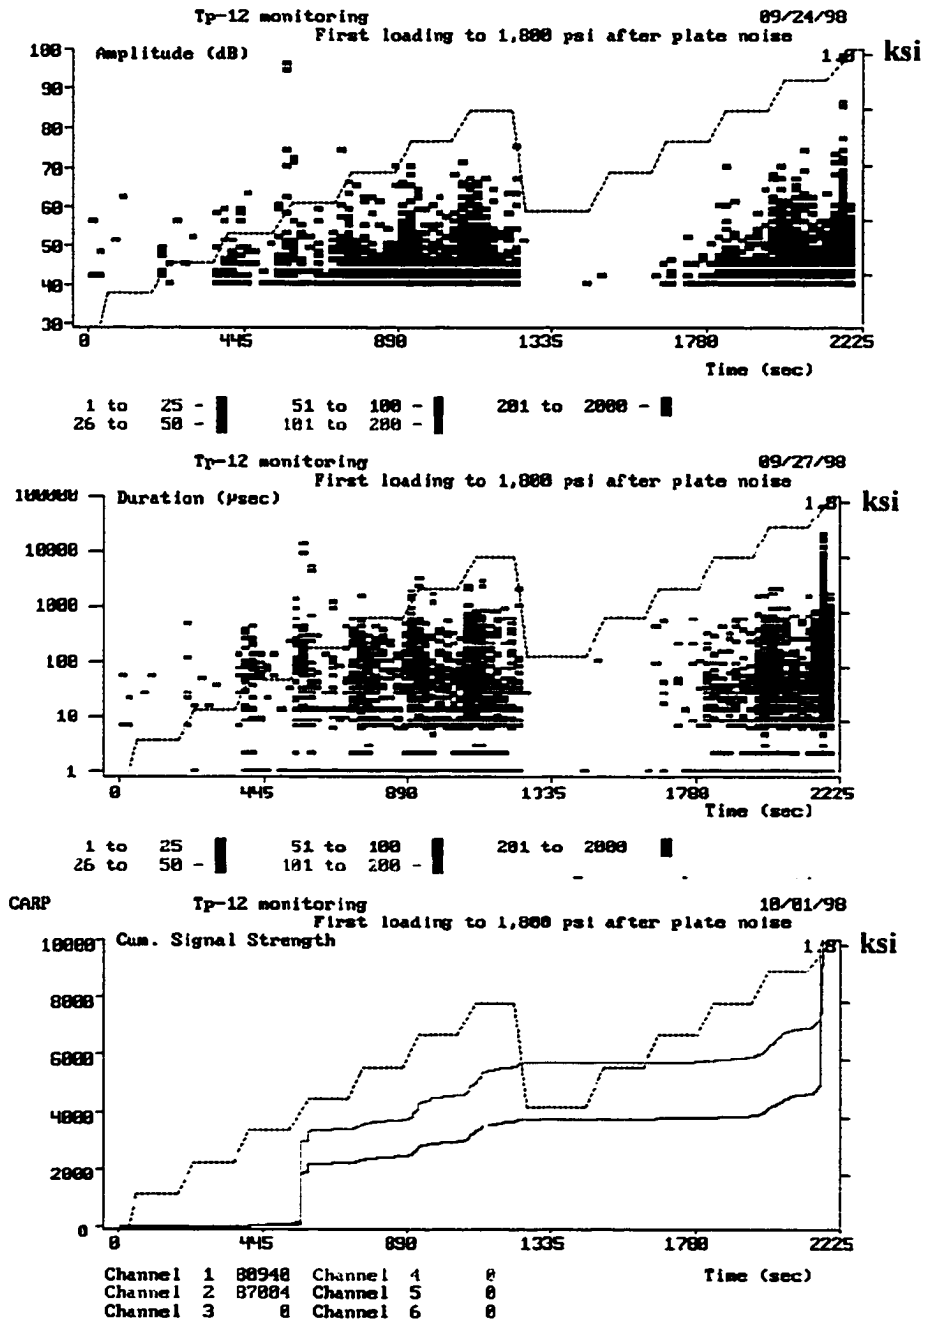 Tp-12 monitoring 09/24/98
First loading to 1,800 psi after plate noise
Amplitude (dB)
1.8 ksi
100
90
80
70
60
50
40
30
0 445 890 1335 1780 2225
Time (sec)
1 to 25 - 51 to 100 - 201 to 2000 -
26 to 50 - 101 to 200 -
Tp-12 monitoring 09/27/98
First loading to 1,800 psi after plate noise
Duration (µsec)
1.8 ksi
100000
10000
1000
100
10
1
0 445 890 1335 1780 2225
Time (sec)
1 to 25 51 to 100 201 to 2000
26 to 50 - 101 to 200 -
CARP Tp-12 monitoring 10/01/98
First loading to 1,800 psi after plate noise
Cum. Signal Strength
1.8 ksi
10000
8000
6000
4000
2000
0
0 445 890 1335 1780 2225
Time (sec)
Channel 1 80940 Channel 4 0
Channel 2 87004 Channel 5 0
Channel 3 0 Channel 6 0